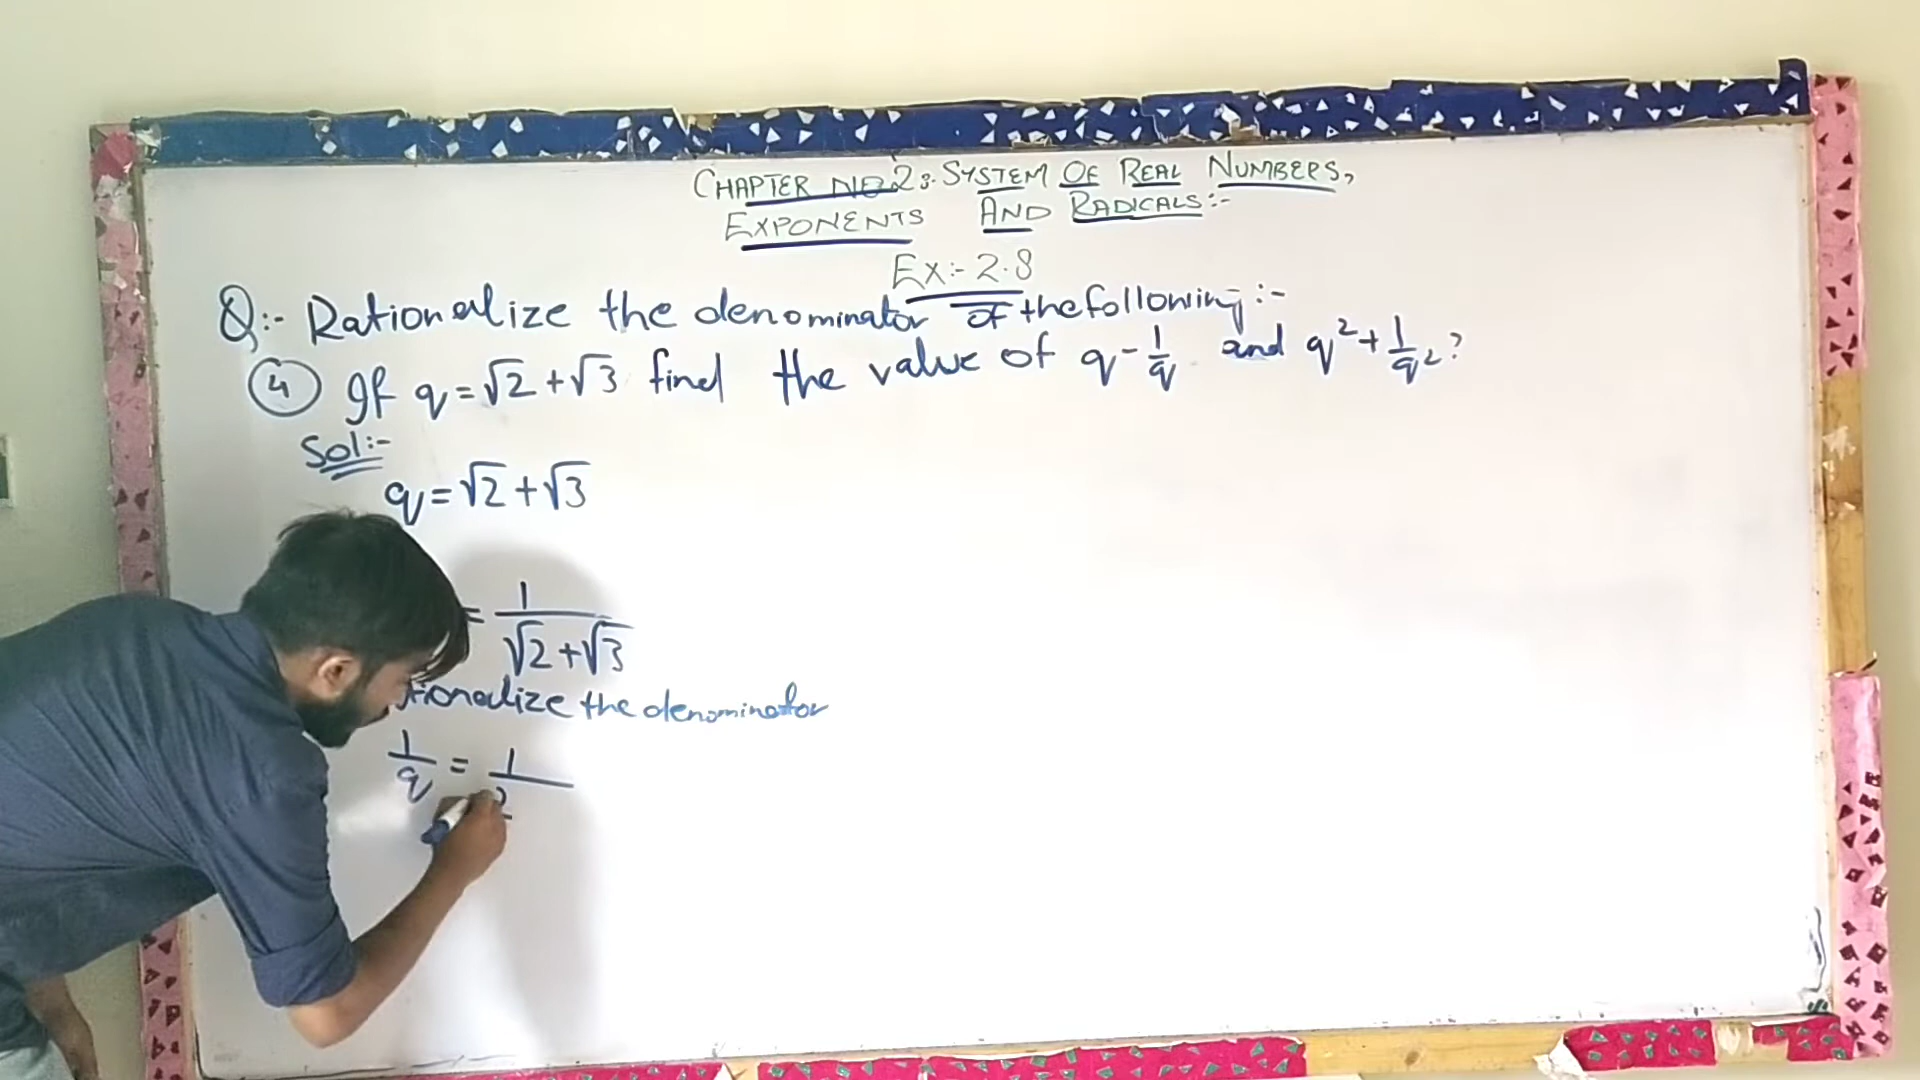 CHAPTER NO 2:- SYSTEM OF REAL NUMBERS,
EXPONENTS AND RADICALS:-
Ex:- 2.8
Q:- Rationalize the denominator of the following:-
④ If q = √2 + √3 find the value of q - 1/q and q² + 1/q²?
Sol:-
q = √2 + √3
= 1/(√2 + √3)
tionalize the denominator
1/q = 1/